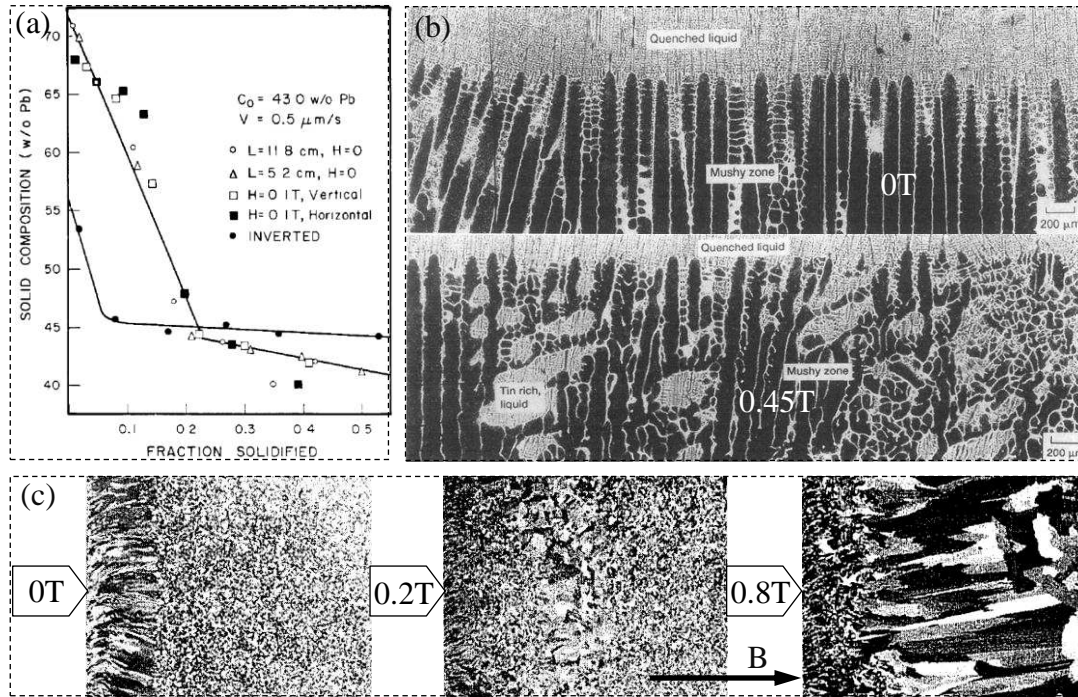 (a)
SOLID COMPOSITION (w/o Pb)
70
65
60
55
50
45
40
C₀ = 43.0 w/o Pb
V = 0.5 μm/s
○ L=11.8 cm, H=0
△ L=5.2 cm, H=0
□ H=0.1T, Vertical
■ H=0.1T, Horizontal
● INVERTED
0.1 0.2 0.3 0.4 0.5
FRACTION SOLIDIFIED
(b)
Quenched liquid
Mushy zone
0T
200 μm
Quenched liquid
Tin rich,
liquid
Mushy zone
0.45T
200 μm
(c)
0T
0.2T
0.8T
B